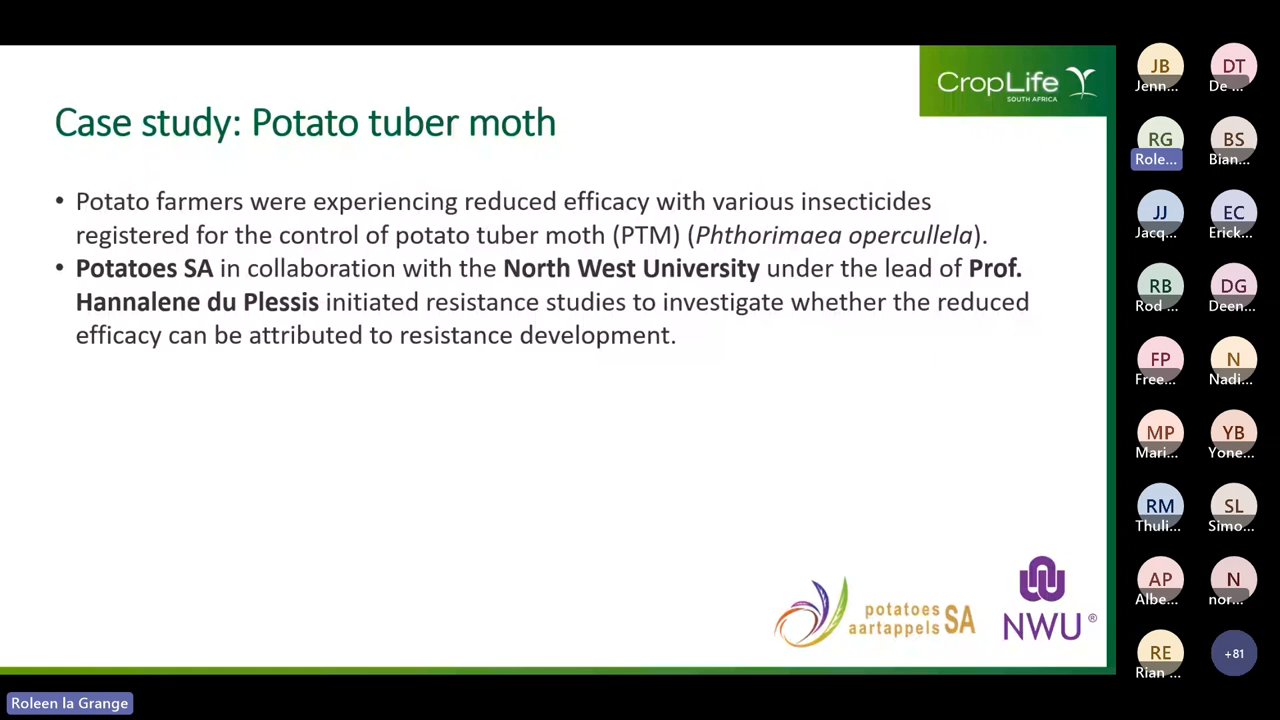 CropLife
SOUTH AFRICA
Case study: Potato tuber moth
• Potato farmers were experiencing reduced efficacy with various insecticides
registered for the control of potato tuber moth (PTM) (Phthorimaea opercullela).
• Potatoes SA in collaboration with the North West University under the lead of Prof.
Hannalene du Plessis initiated resistance studies to investigate whether the reduced
efficacy can be attributed to resistance development.
potatoes
aartappels SA
NWU®
Roleen la Grange
JB
Jenn...
DT
De ...
RG
Role...
BS
Bian...
JJ
Jacq...
EC
Erick...
RB
Rod ...
DG
Deen...
FP
Free...
N
Nadi...
MP
Mari...
YB
Yone...
RM
Thuli...
SL
Simo...
AP
Albe...
N
nor...
RE
Rian ...
+81